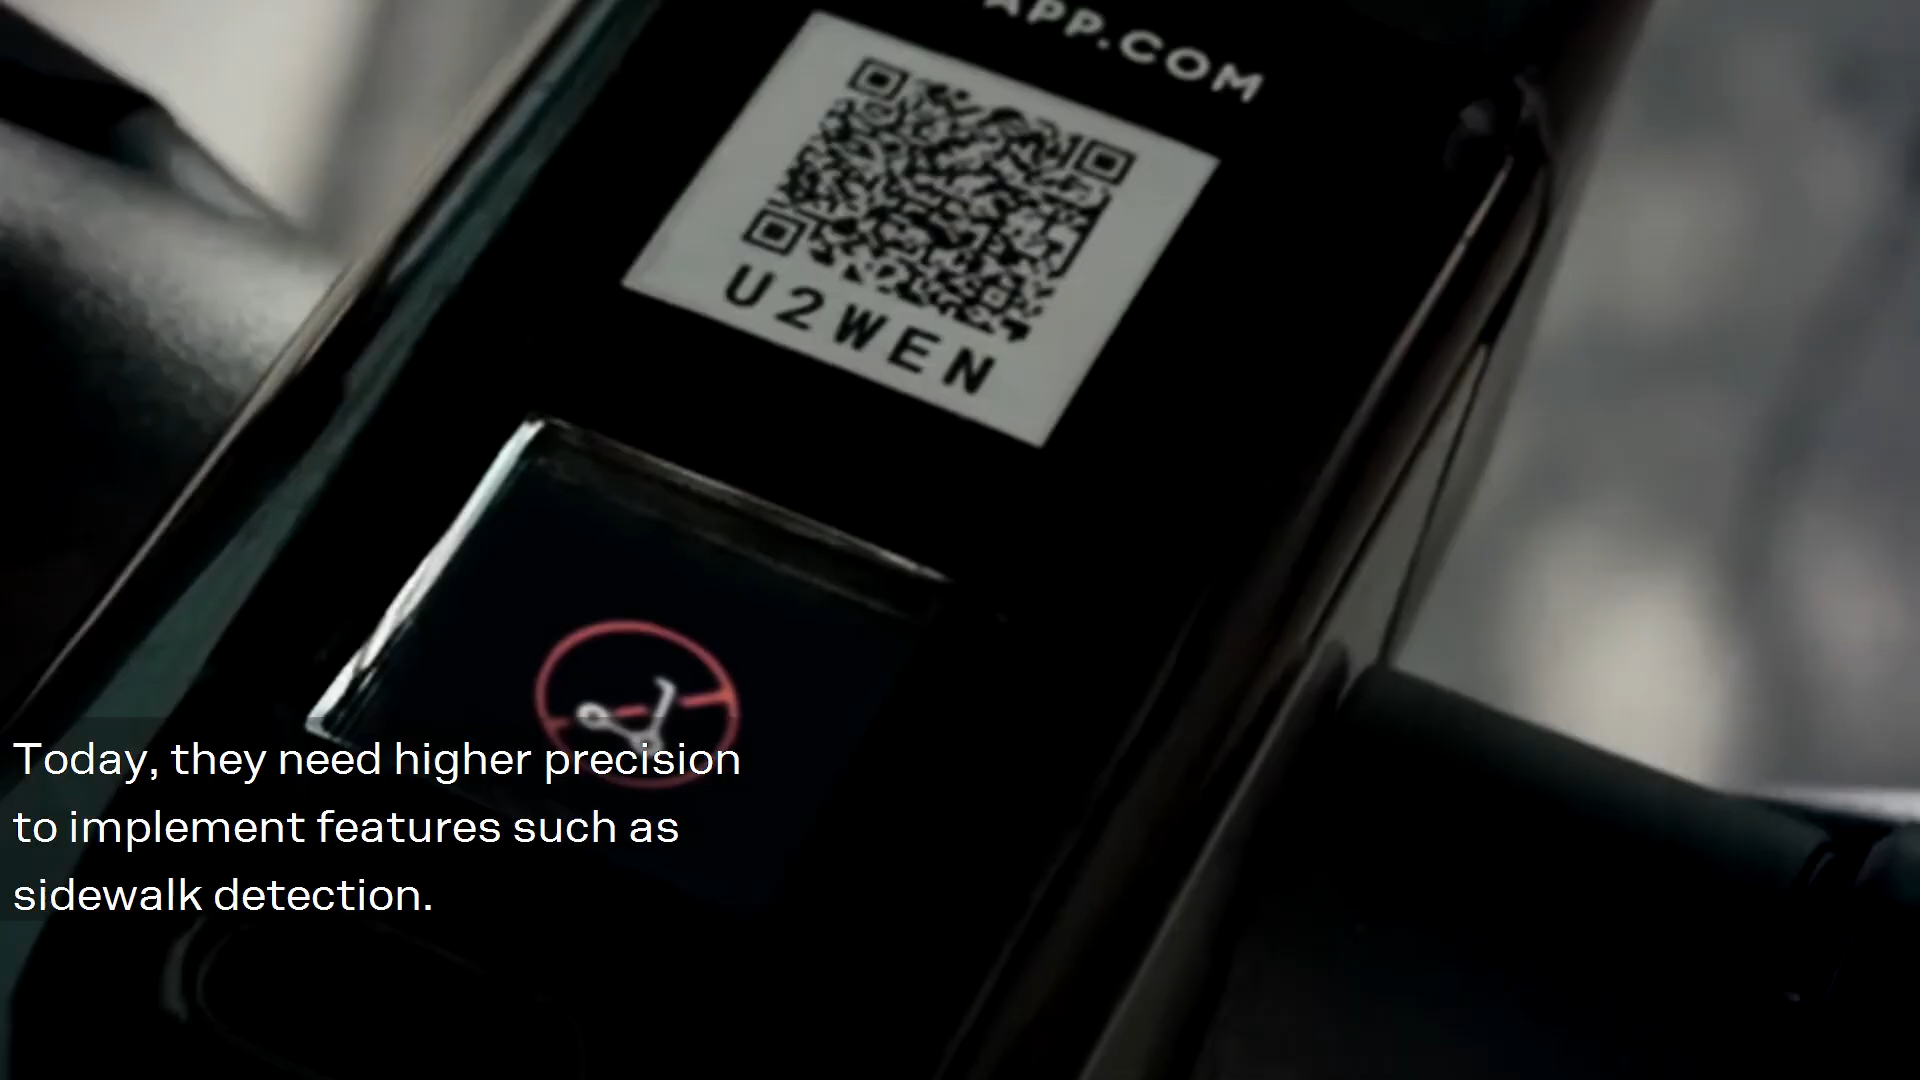 APP.COM
U2WEN
Today, they need higher precision
to implement features such as
sidewalk detection.